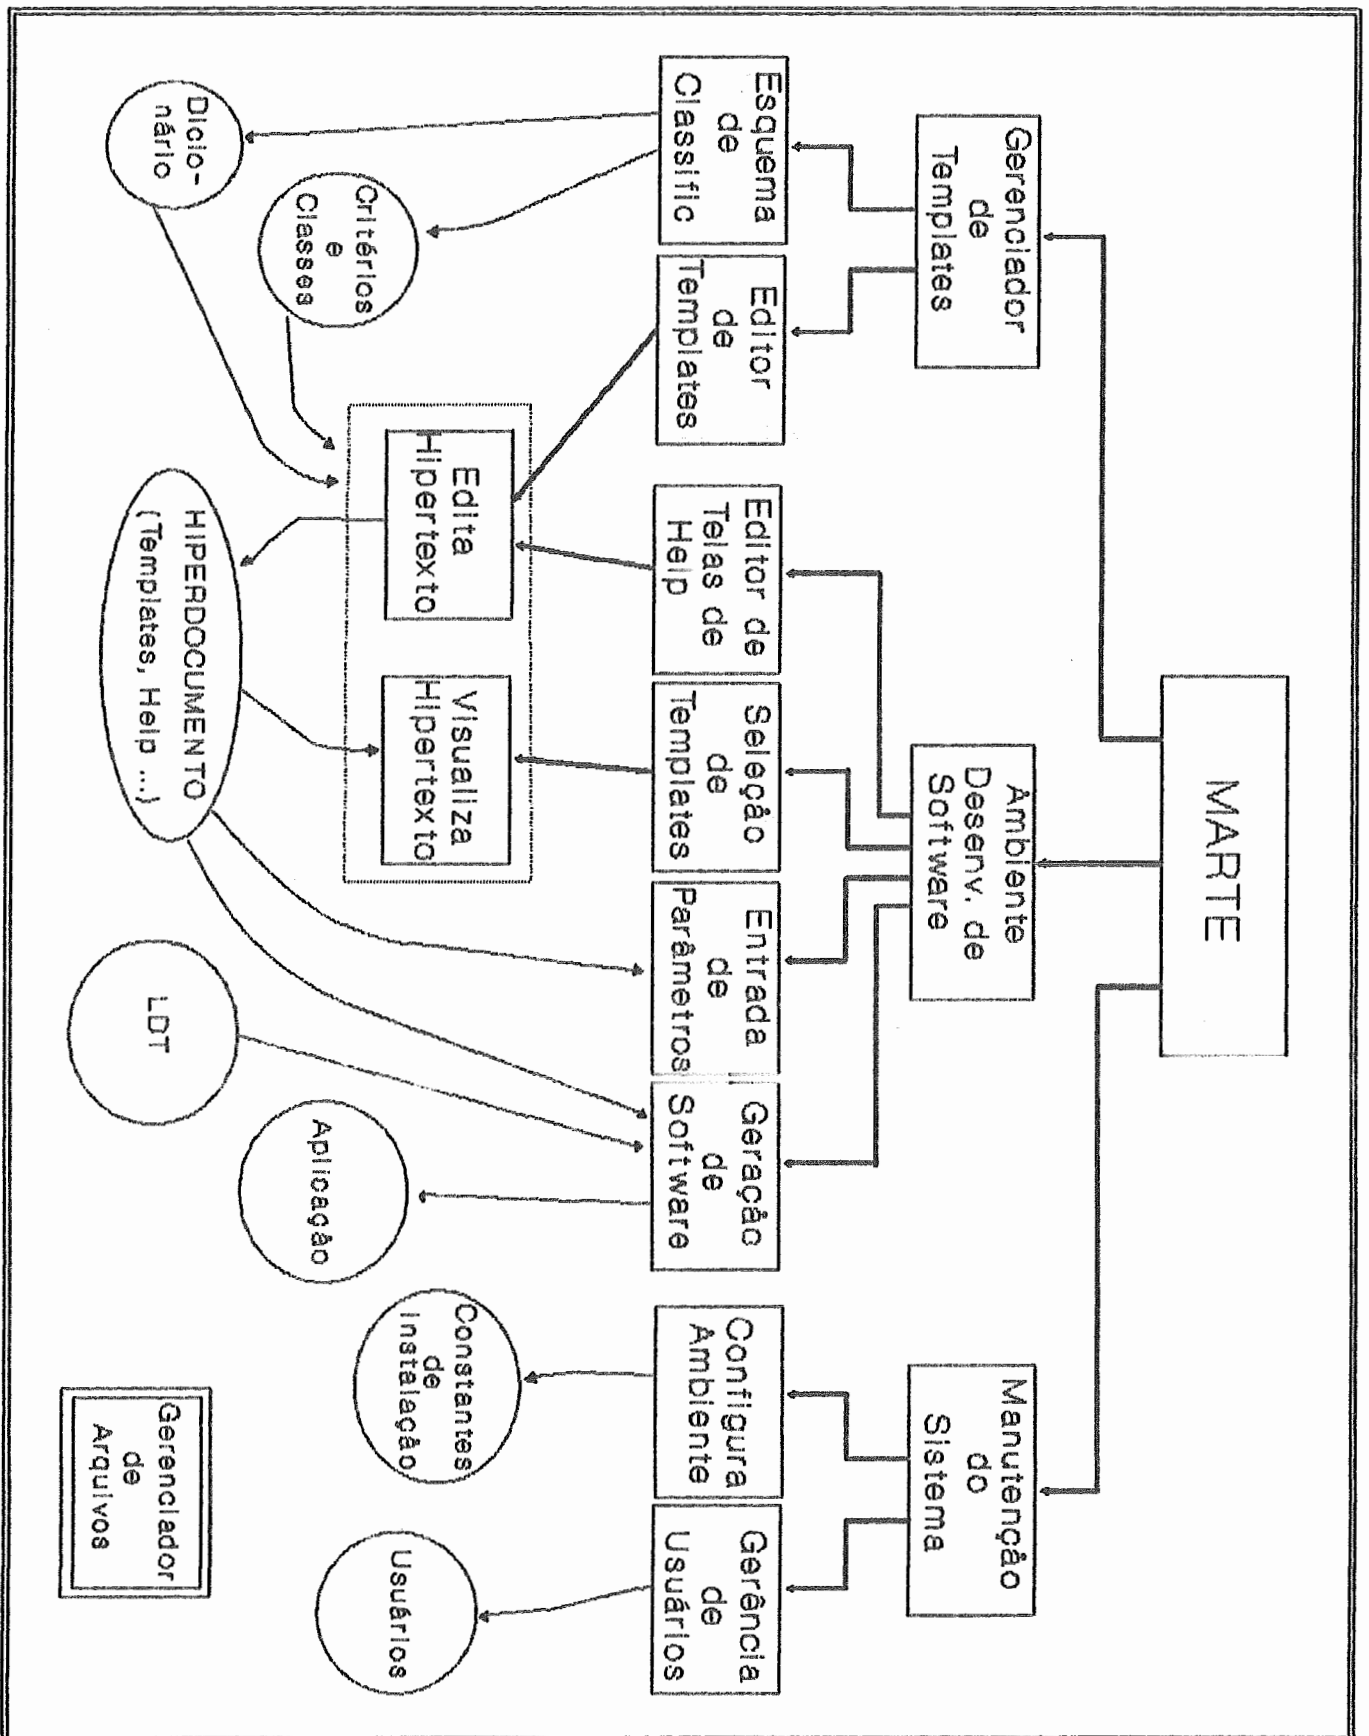 MARTE
Gerenciador
de
Templates
Ambiente
Desenv. de
Software
Manutenção
do
Sistema
Esquema
de
Classific
Editor
de
Templates
Editor de
Telas de
Help
Seleção
de
Templates
Entrada
de
Parâmetros
Geração
de
Software
Configura
Ambiente
Gerência
de
Usuários
Edita
Hipertexto
Visualiza
Hipertexto
Dicio-
nário
Critérios
e
Classes
HIPERDOCUMENTO
(Templates, Help ...)
LDT
Aplicação
Constantes
de
Instalação
Usuários
Gerenciador
de
Arquivos